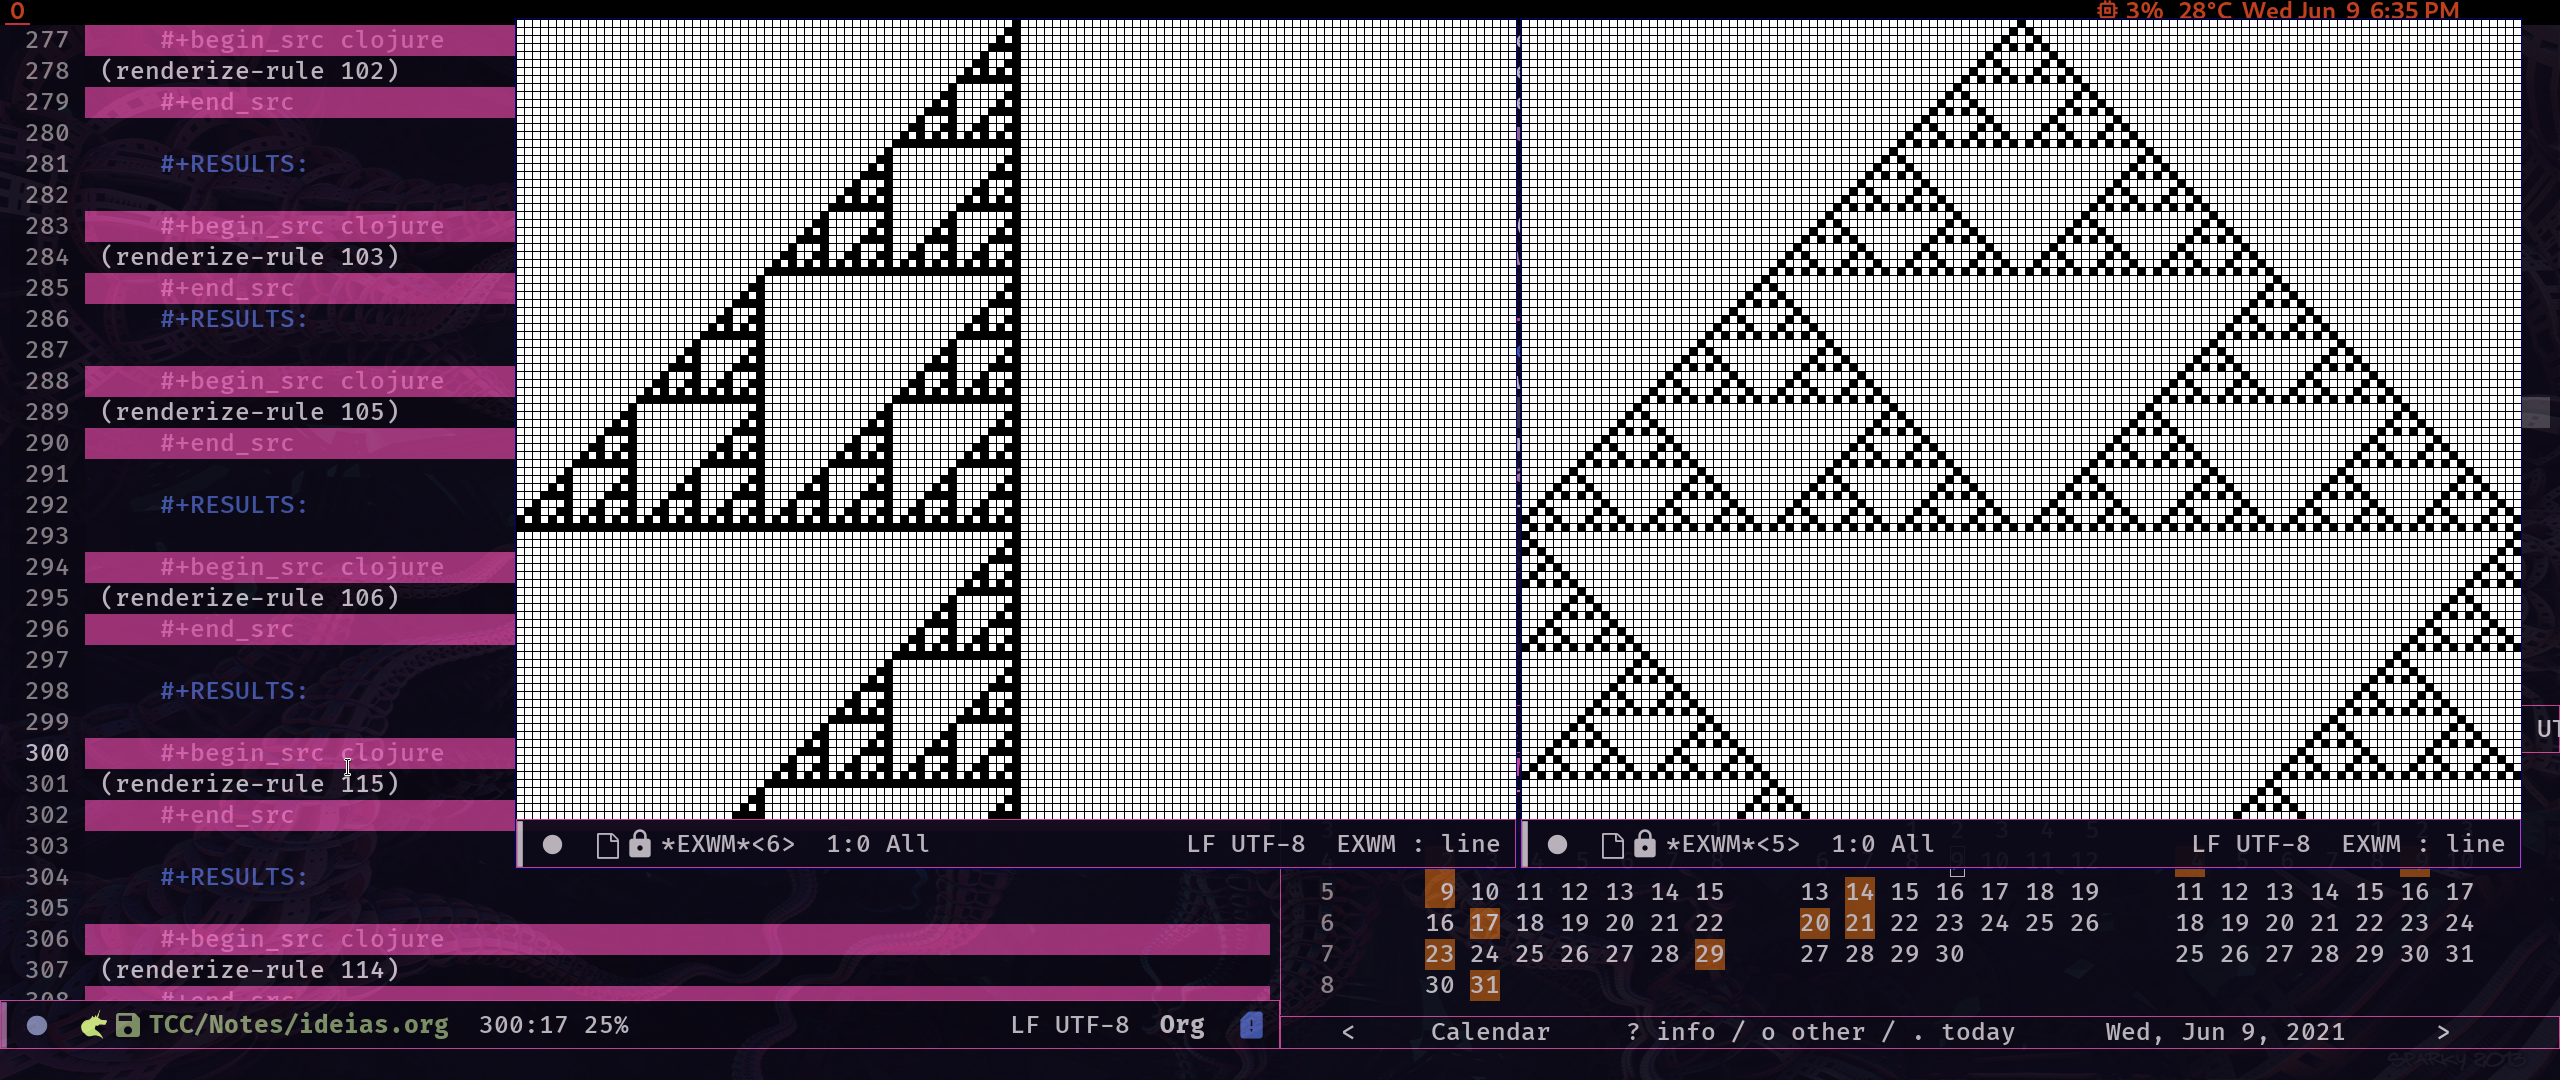 0
3% 28°C Wed Jun 9 6:35 PM
277 #+begin_src clojure
278 (renderize-rule 102)
279 #+end_src
280
281 #+RESULTS:
282
283 #+begin_src clojure
284 (renderize-rule 103)
285 #+end_src
286 #+RESULTS:
287
288 #+begin_src clojure
289 (renderize-rule 105)
290 #+end_src
291
292 #+RESULTS:
293
294 #+begin_src clojure
295 (renderize-rule 106)
296 #+end_src
297
298 #+RESULTS:
299
300 #+begin_src clojure
301 (renderize-rule 115)
302 #+end_src
303
304 #+RESULTS:
305
306 #+begin_src clojure
307 (renderize-rule 114)
308 #+end_src
TCC/Notes/ideias.org 300:17 25% LF UTF-8 Org
*EXWM*<6> 1:0 All LF UTF-8 EXWM : line
*EXWM*<5> 1:0 All LF UTF-8 EXWM : line
UT
5 9 10 11 12 13 14 15 13 14 15 16 17 18 19 11 12 13 14 15 16 17
6 16 17 18 19 20 21 22 20 21 22 23 24 25 26 18 19 20 21 22 23 24
7 23 24 25 26 27 28 29 27 28 29 30 25 26 27 28 29 30 31
8 30 31
< Calendar ? info / o other / . today Wed, Jun 9, 2021 >